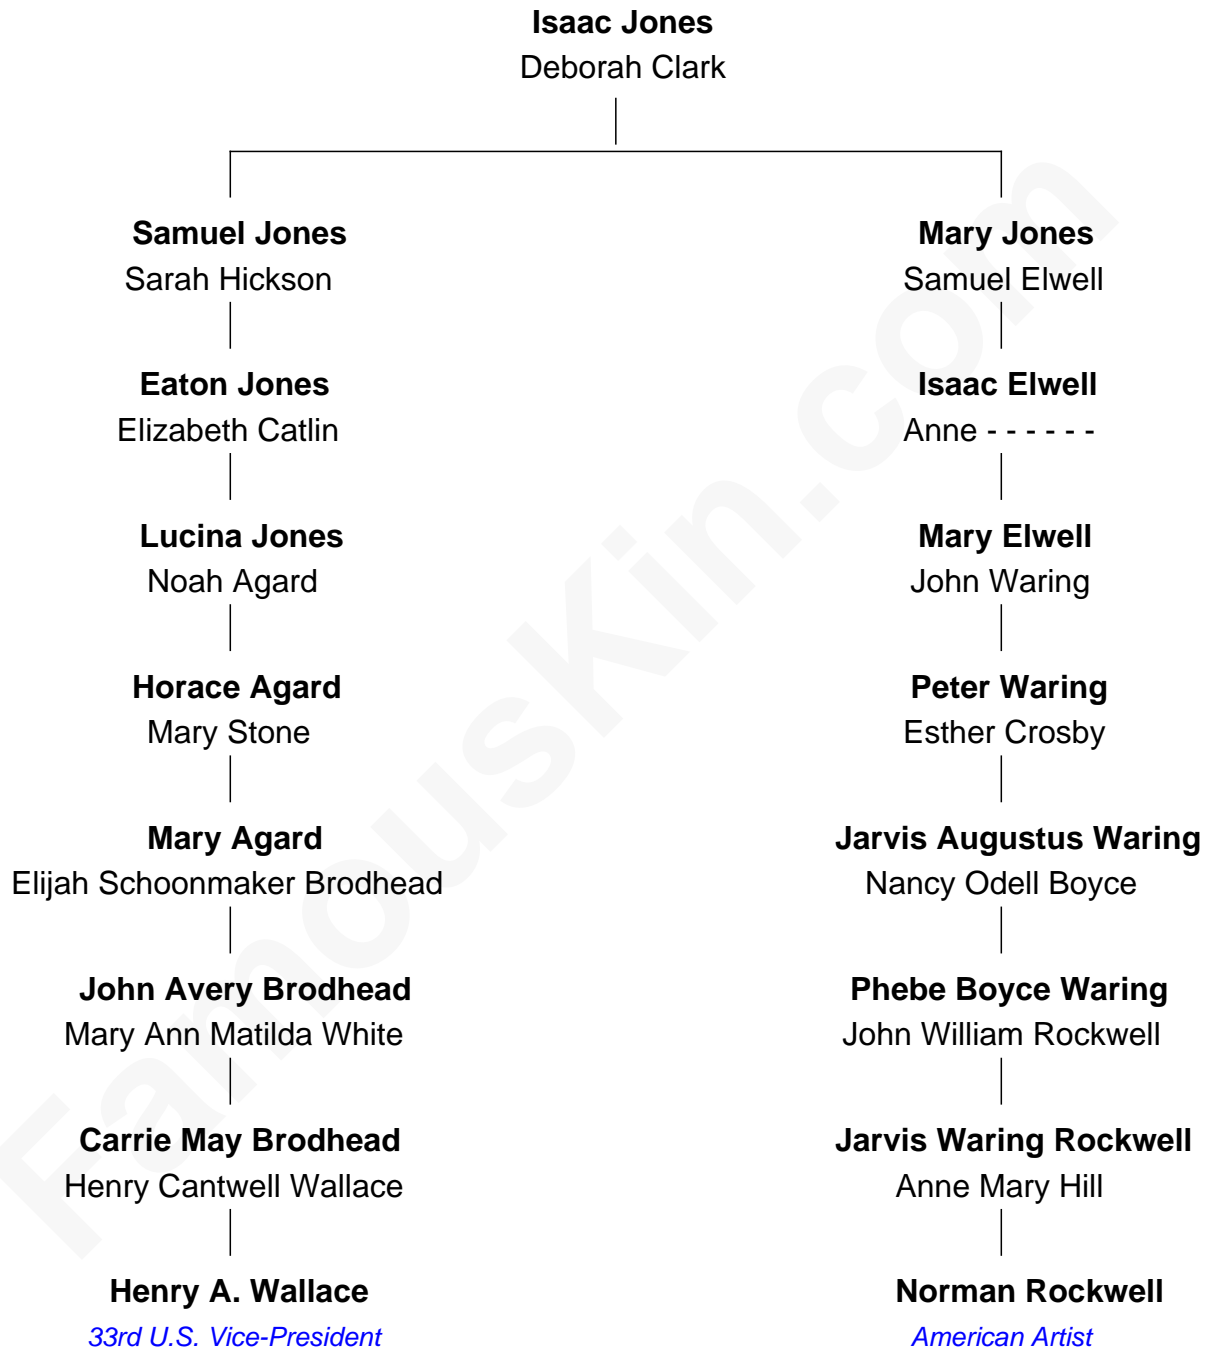 Isaac Jones
Deborah Clark
Samuel Jones
Sarah Hickson
Eaton Jones
Elizabeth Catlin
Lucina Jones
Noah Agard
Horace Agard
Mary Stone
Mary Agard
Elijah Schoonmaker Brodhead
John Avery Brodhead
Mary Ann Matilda White
Carrie May Brodhead
Henry Cantwell Wallace
Henry A. Wallace
33rd U.S. Vice-President
Mary Jones
Samuel Elwell
Isaac Elwell
Anne - - - - - -
Mary Elwell
John Waring
Peter Waring
Esther Crosby
Jarvis Augustus Waring
Nancy Odell Boyce
Phebe Boyce Waring
John William Rockwell
Jarvis Waring Rockwell
Anne Mary Hill
Norman Rockwell
American Artist
FamousKin.com